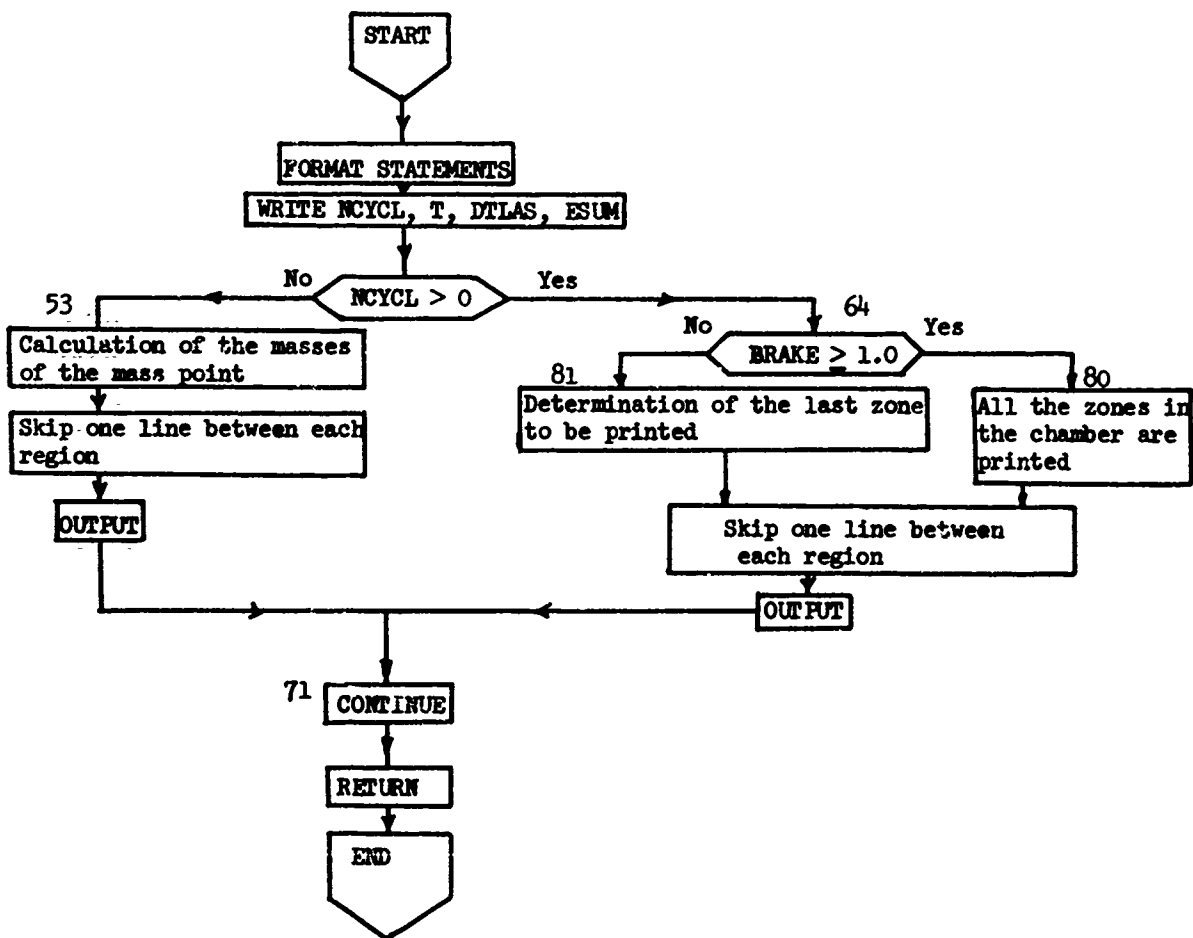 START
FORMAT STATEMENTS
WRITE NCYCL, T, DTLAS, ESUM
No
NCYCL > 0
Yes
53
Calculation of the masses
of the mass point
Skip one line between each
region
OUTPUT
64
No
BRAKE ≥ 1.0
Yes
81
Determination of the last zone
to be printed
80
All the zones in
the chamber are
printed
Skip one line between
each region
OUTPUT
71
CONTINUE
RETURN
END